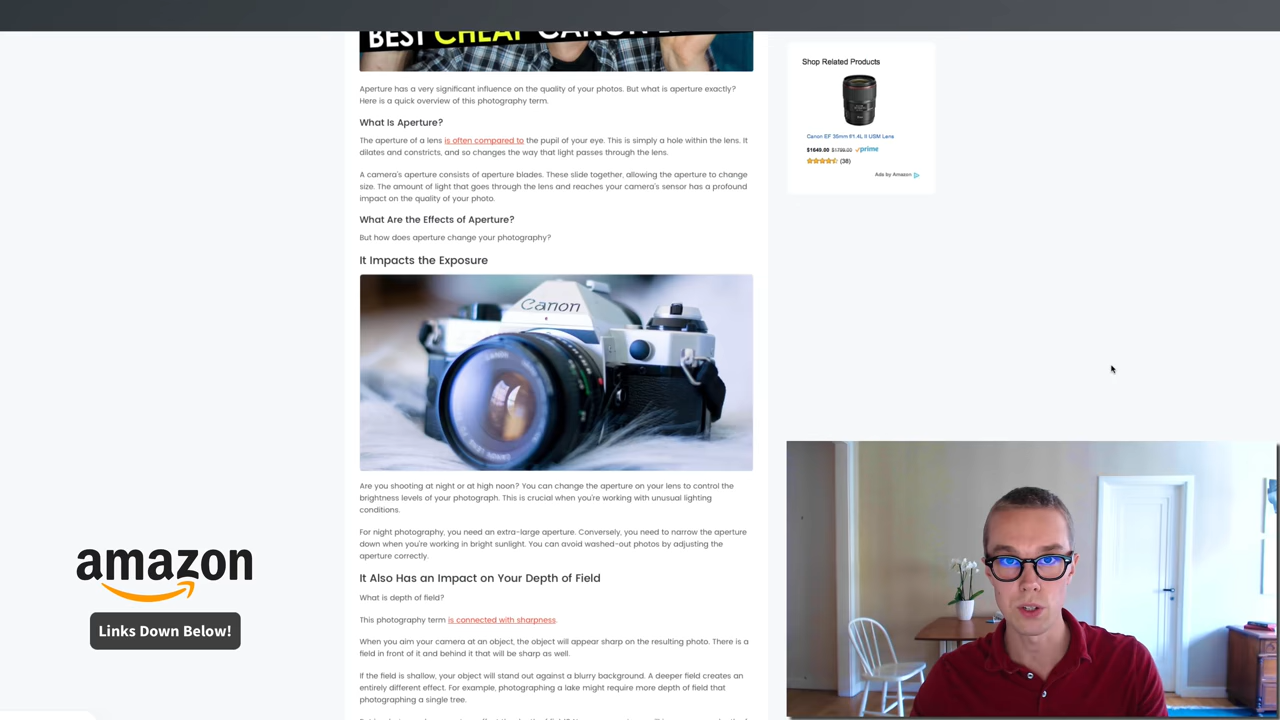 BEST CHEAP CANON
Aperture has a very significant influence on the quality of your photos. But what is aperture exactly?
Here is a quick overview of this photography term.
What Is Aperture?
The aperture of a lens is often compared to the pupil of your eye. This is simply a hole within the lens. It
dilates and constricts, and so changes the way that light passes through the lens.
A camera's aperture consists of aperture blades. These slide together, allowing the aperture to change
size. The amount of light that goes through the lens and reaches your camera's sensor has a profound
impact on the quality of your photo.
What Are the Effects of Aperture?
But how does aperture change your photography?
It Impacts the Exposure
Canon
Are you shooting at night or at high noon? You can change the aperture on your lens to control the
brightness levels of your photograph. This is crucial when you're working with unusual lighting
conditions.
For night photography, you need an extra-large aperture. Conversely, you need to narrow the aperture
down when you're working in bright sunlight. You can avoid washed-out photos by adjusting the
aperture correctly.
It Also Has an Impact on Your Depth of Field
What is depth of field?
This photography term is connected with sharpness.
When you aim your camera at an object, the object will appear sharp on the resulting photo. There is a
field in front of it and behind it that will be sharp as well.
If the field is shallow, your object will stand out against a blurry background. A deeper field creates an
entirely different effect. For example, photographing a lake might require more depth of field that
photographing a single tree.
Shop Related Products
Canon EF 35mm f/1.4L II USM Lens
$1649.00 $1799.00 prime
(38)
Ads by Amazon
amazon
Links Down Below!